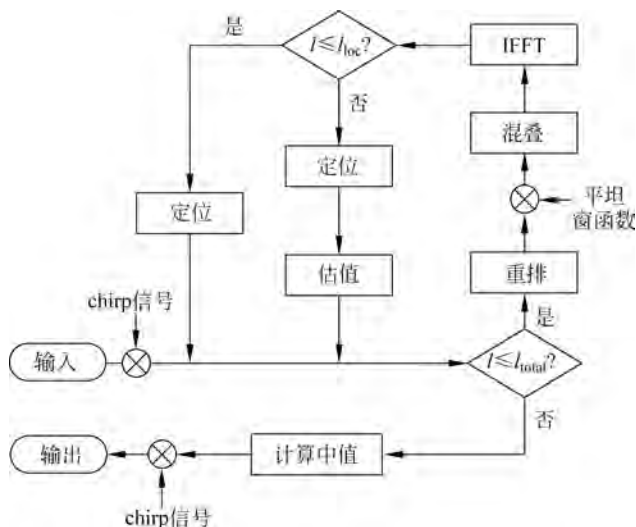 是
l≤l_loc?
IFFT
否
混叠
定位
定位
平坦
窗函数
估值
重排
chirp信号
是
输入
l≤l_total?
否
输出
计算中值
chirp信号